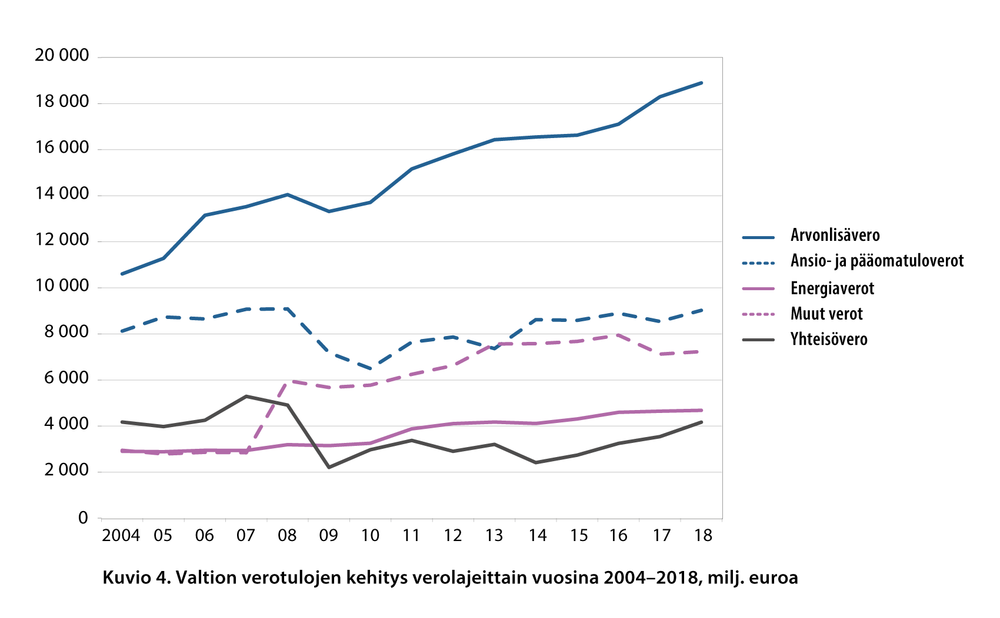 20 000
18 000
16 000
14 000
12 000
10 000
8 000
6 000
4 000
2 000
0
2004 05 06 07 08 09 10 11 12 13 14 15 16 17 18
Arvonlisävero
Ansio- ja pääomatuloverot
Energiaverot
Muut verot
Yhteisövero
Kuvio 4. Valtion verotulojen kehitys verolajeittain vuosina 2004–2018, milj. euroa